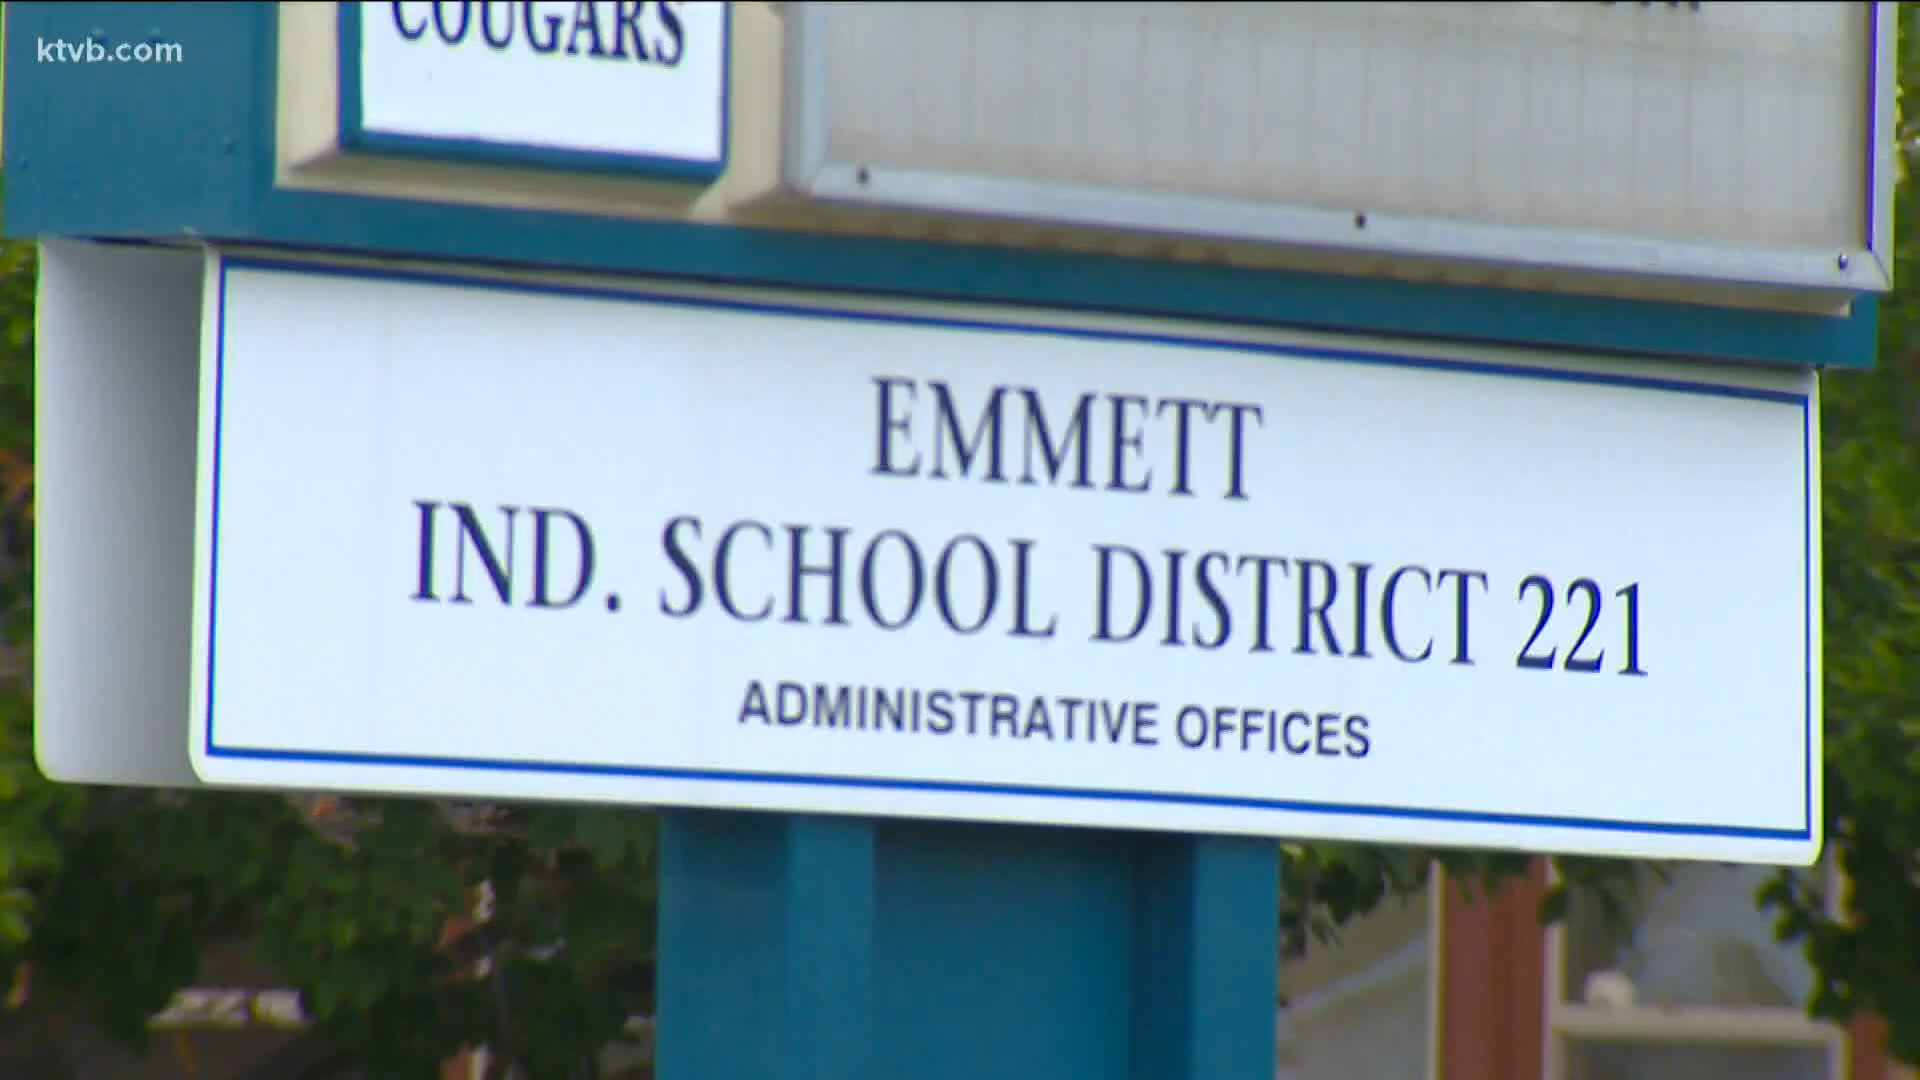 ktvb.com
COUGARS
EMMETT
IND. SCHOOL DISTRICT 221
ADMINISTRATIVE OFFICES